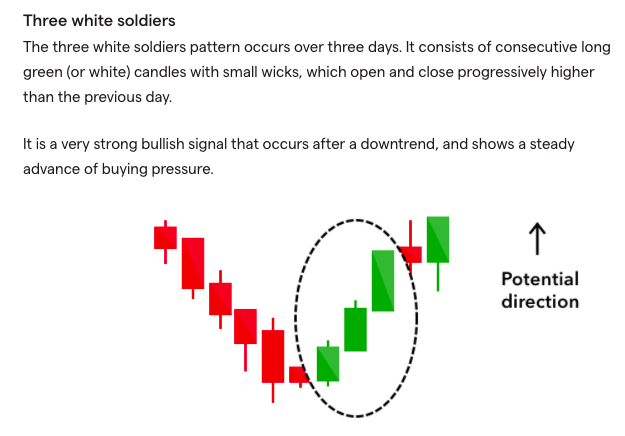 Three white soldiers
The three white soldiers pattern occurs over three days. It consists of consecutive long
green (or white) candles with small wicks, which open and close progressively higher
than the previous day.
It is a very strong bullish signal that occurs after a downtrend, and shows a steady
advance of buying pressure.
Potential
direction